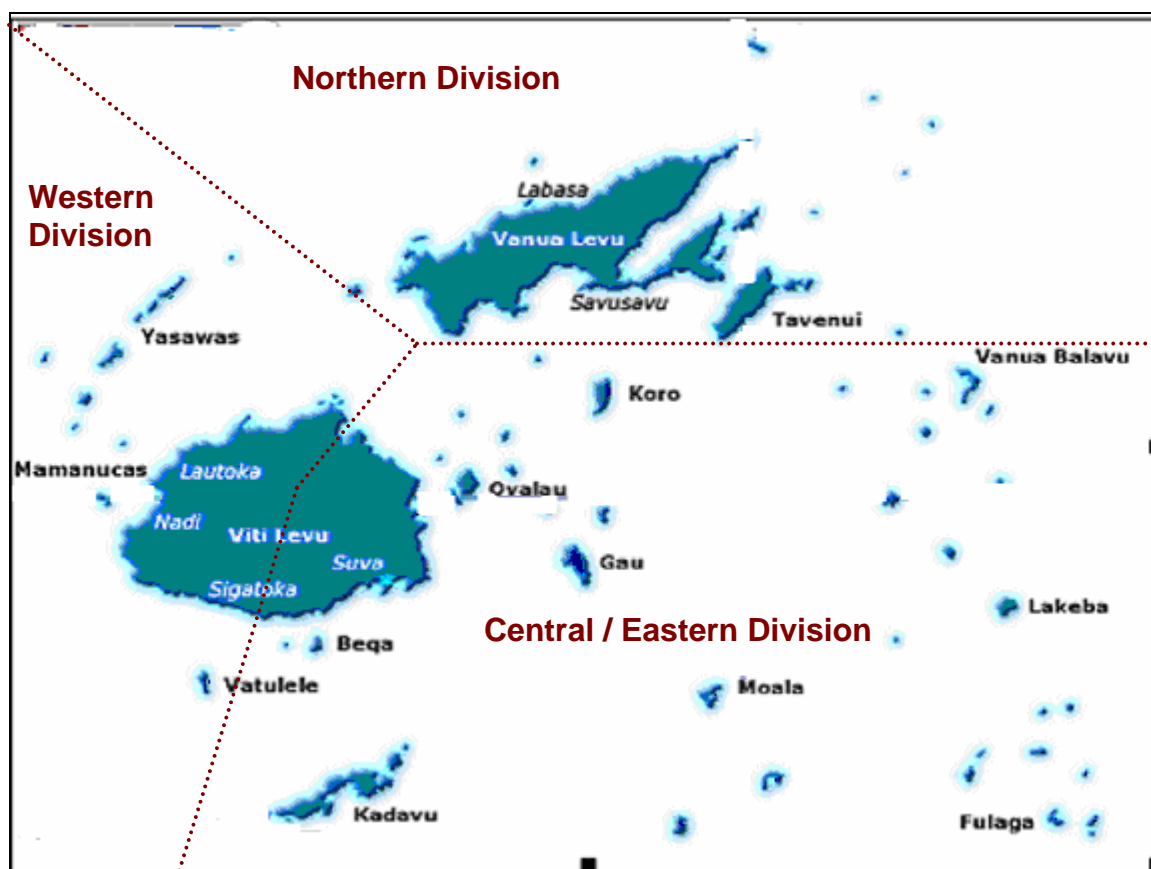 Northern Division
Western
Division
Labasa
Vanua Levu
Savusavu
Tavenui
Yasawas
Vanua Balavu
Koro
Mamanucas
Lautoka
Ovalau
Nadi
Viti Levu
Suva
Gau
Sigatoka
Lakeba
Central / Eastern Division
Beqa
Vatulele
Moala
Kadavu
Fulaga